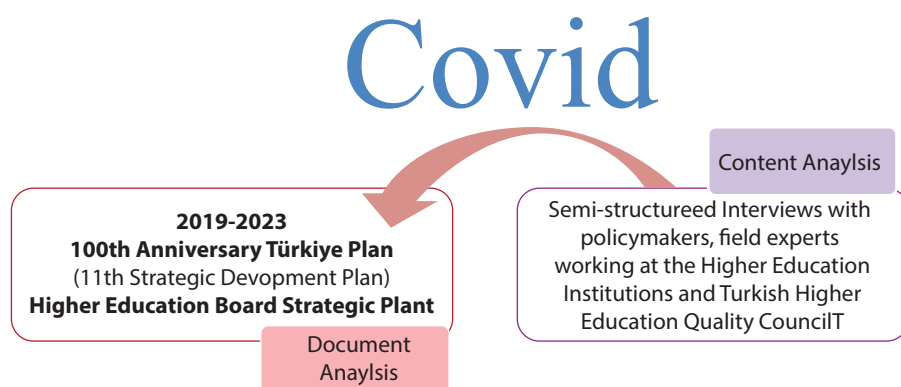 Covid
2019-2023
100th Anniversary Türkiye Plan
(11th Strategic Devopment Plan)
Higher Education Board Strategic Plant
Document
Anaylsis
Content Anaylsis
Semi-structureed Interviews with
policymakers, field experts
working at the Higher Education
Institutions and Turkish Higher
Education Quality CouncilT